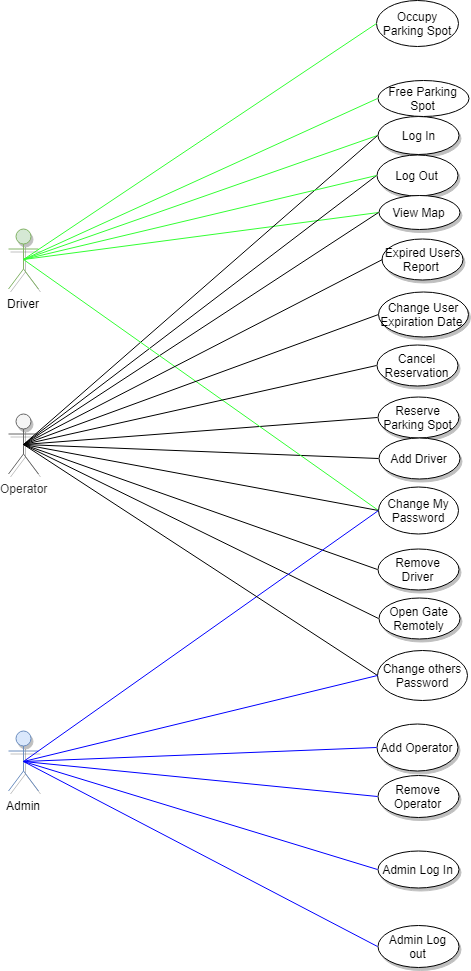 Occupy
Parking Spot
Free Parking
Spot
Log In
Log Out
View Map
Expired Users
Report
Driver
Change User
Expiration Date
Cancel
Reservation
Reserve
Parking Spot
Add Driver
Operator
Change My
Password
Remove
Driver
Open Gate
Remotely
Change others
Password
Add Operator
Remove
Operator
Admin
Admin Log In
Admin Log
out